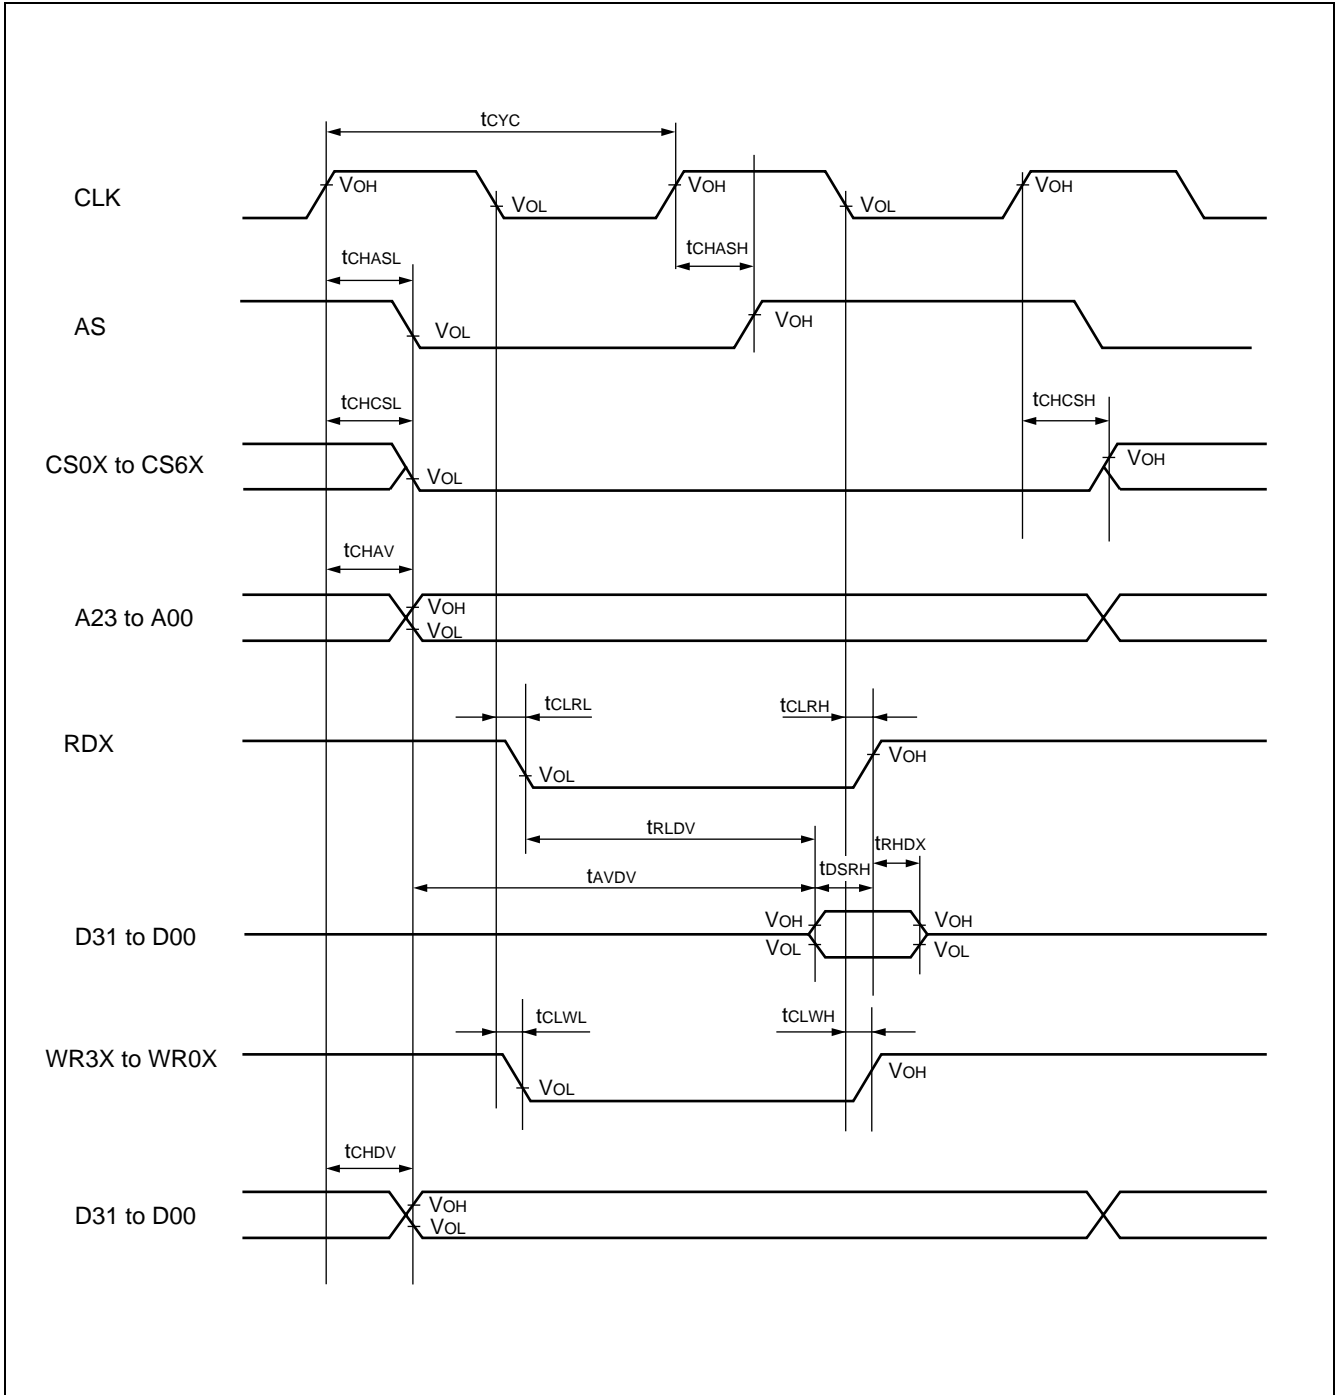 tCYC
CLK
VOH
VOL
VOH
VOL
VOH
tCHASL
tCHASH
AS
VOL
VOH
tCHCSL
tCHCSH
CS0X to CS6X
VOL
VOH
tCHAV
A23 to A00
VOH
VOL
tCLRL
tCLRH
RDX
VOL
VOH
tRLDV
tRHDX
tAVDV
tDSRH
D31 to D00
VOH
VOL
VOH
VOL
tCLWL
tCLWH
WR3X to WR0X
VOL
VOH
tCHDV
D31 to D00
VOH
VOL